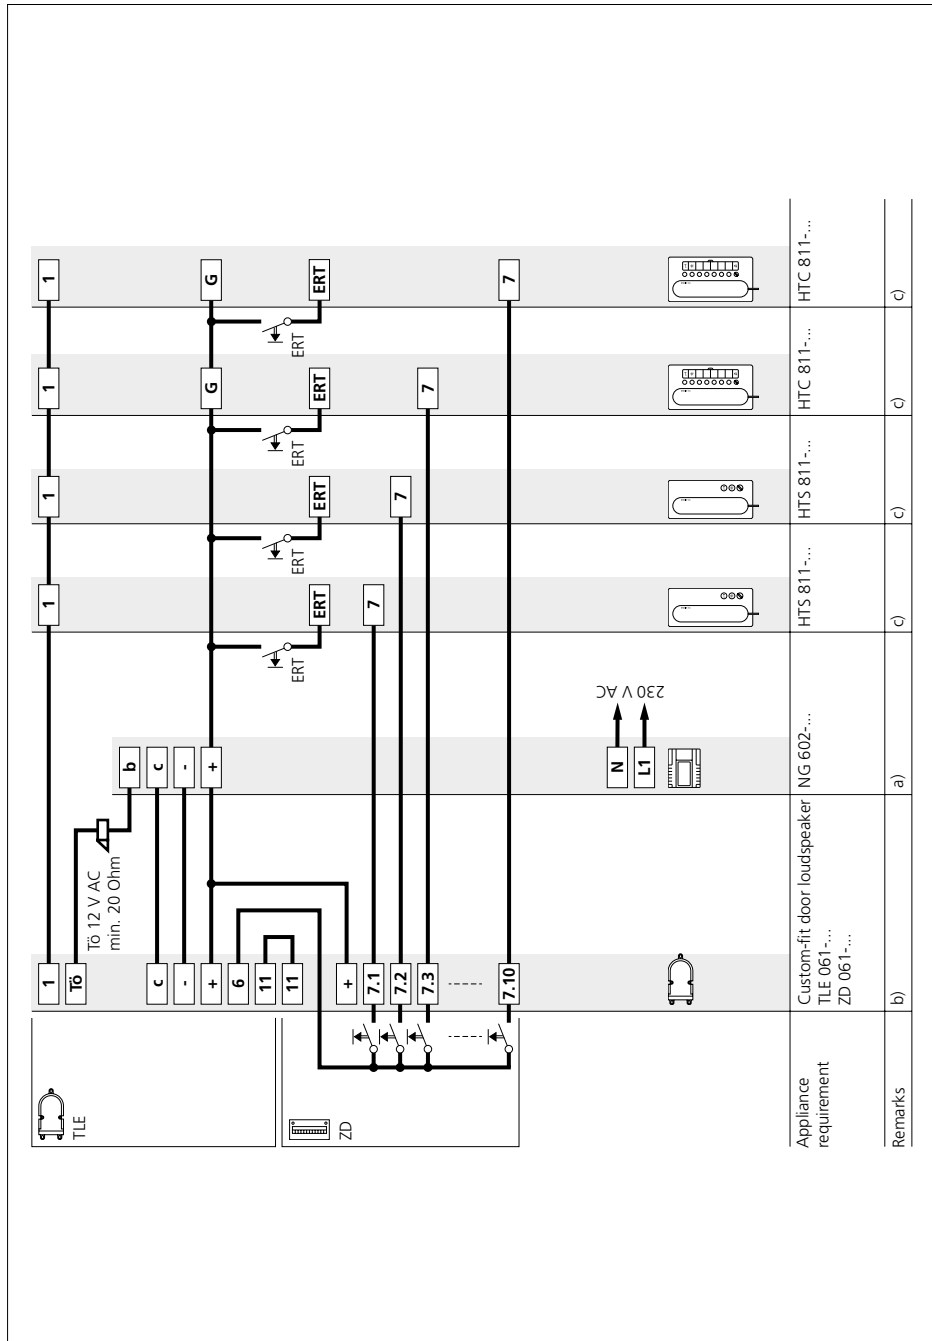 1 1 1 1 1
TLE
Tö
Tö 12 V AC
min. 20 Ohm
b
c c
- -
+ + G G
6
11
11
ERT ERT ERT ERT
ERT ERT ERT ERT
ZD
+
7.1 7
7.2 7
7.3 7
7.10 7
N
L1
230 V AC
Appliance
requirement
Custom-fit door loudspeaker
TLE 061-...
ZD 061-...
NG 602-...
HTS 811-...
HTS 811-...
HTC 811-...
HTC 811-...
Remarks
b)
a)
c)
c)
c)
c)